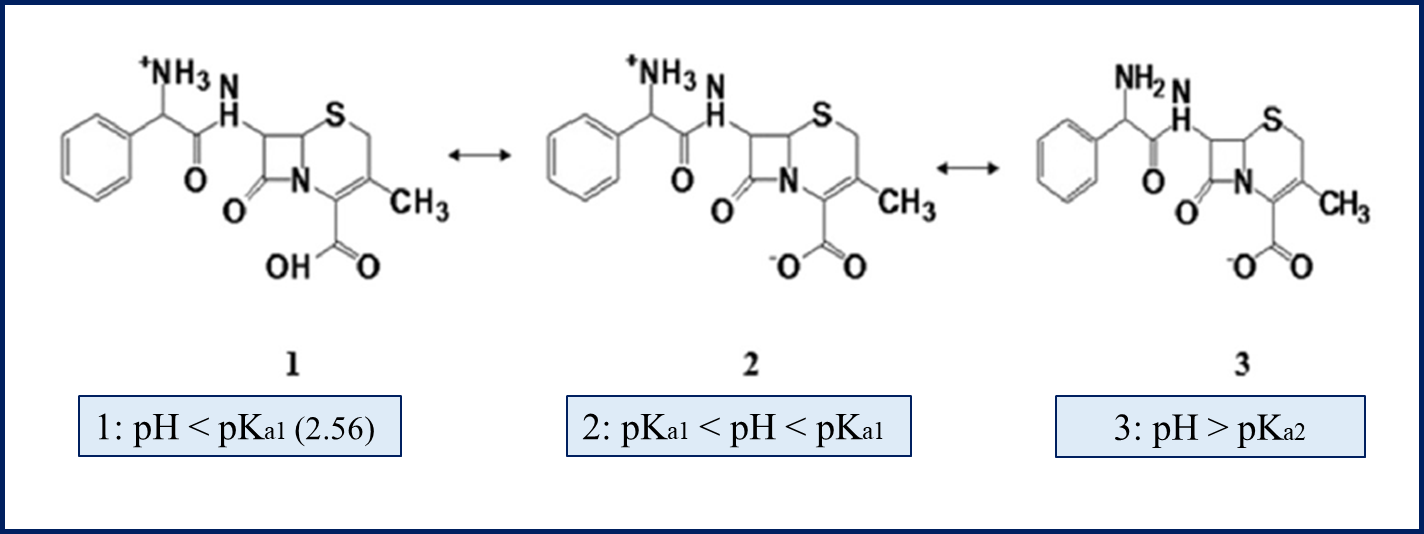 ⁺NH₃ N
H S
O O N CH₃
OH O
⁺NH₃ N
H S
O O N CH₃
⁻O O
NH₂ N
H S
O O N CH₃
⁻O O
1 2 3
1: pH < pKa1 (2.56)
2: pKa1 < pH < pKa1
3: pH > pKa2